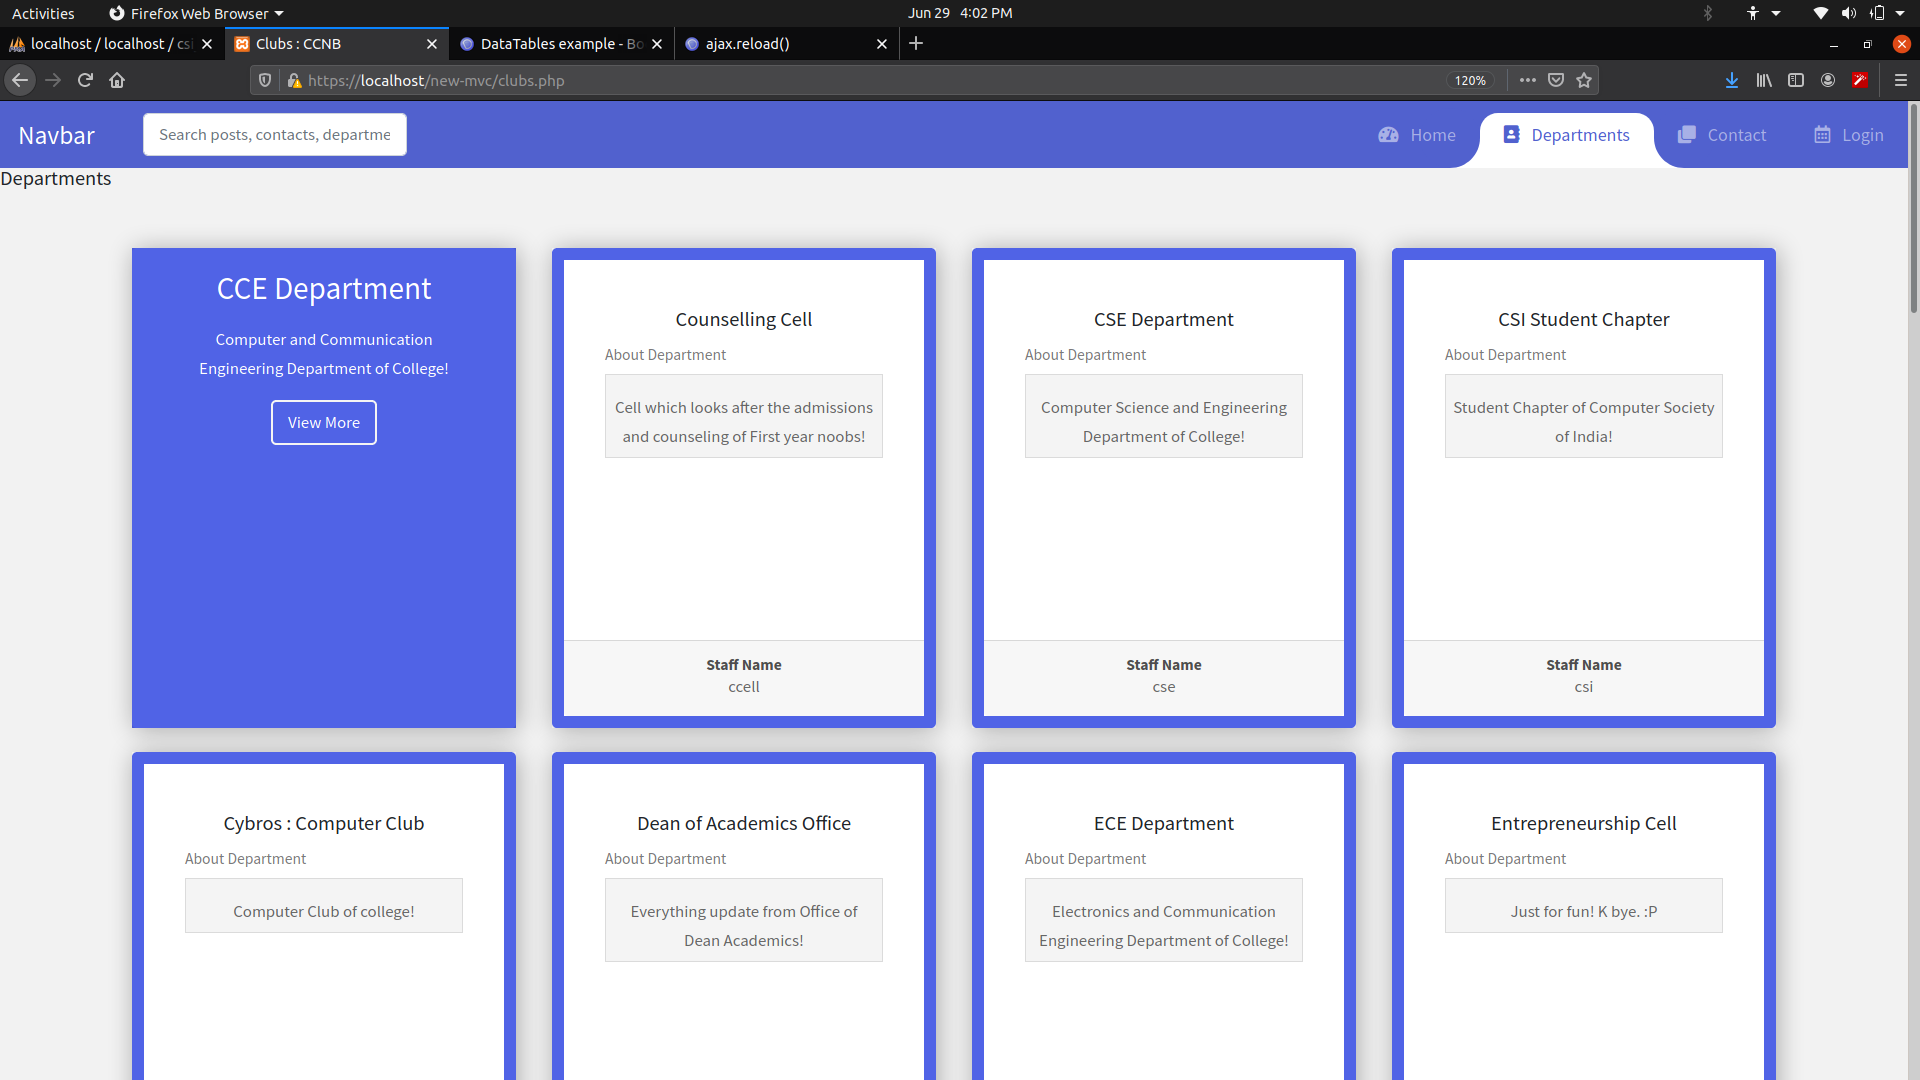 Activities
Firefox Web Browser
Jun 29 4:02 PM
localhost / localhost / csi
Clubs : CCNB
DataTables example - Bo
ajax.reload()
https://localhost/new-mvc/clubs.php
120%
Navbar
Search posts, contacts, departme
Home
Departments
Contact
Login
Departments
CCE Department
Computer and Communication
Engineering Department of College!
View More
Counselling Cell
About Department
Cell which looks after the admissions
and counseling of First year noobs!
Staff Name
ccell
CSE Department
About Department
Computer Science and Engineering
Department of College!
Staff Name
cse
CSI Student Chapter
About Department
Student Chapter of Computer Society
of India!
Staff Name
csi
Cybros : Computer Club
About Department
Computer Club of college!
Dean of Academics Office
About Department
Everything update from Office of
Dean Academics!
ECE Department
About Department
Electronics and Communication
Engineering Department of College!
Entrepreneurship Cell
About Department
Just for fun! K bye. :P